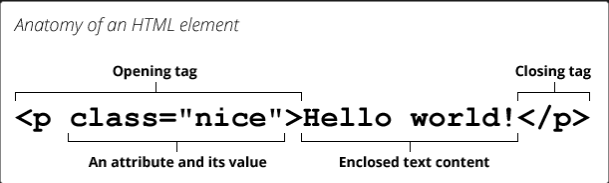 Anatomy of an HTML element
Opening tag Closing tag
<p class="nice">Hello world!</p>
An attribute and its value Enclosed text content